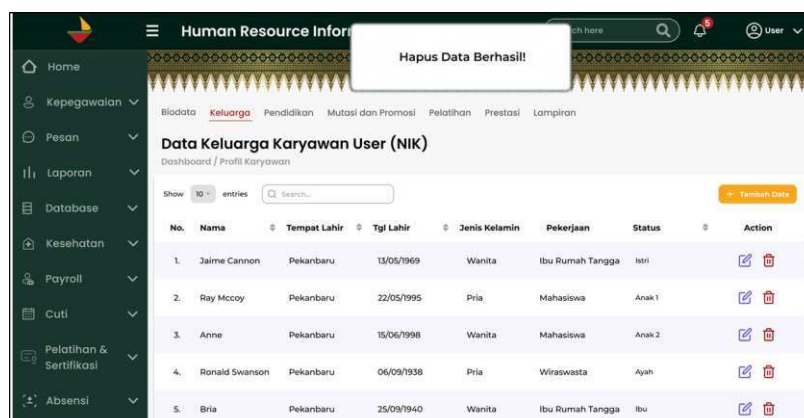 Human Resource Infor
ch here
5
User
Hapus Data Berhasil!
Home
Kepegawaian
Pesan
Laporan
Database
Kesehatan
Payroll
Cuti
Pelatihan &
Sertifikasi
Absensi
Biodata Keluarga Pendidikan Mutasi dan Promosi Pelatihan Prestasi Lampiran
Data Keluarga Karyawan User (NIK)
Dashboard / Profil Karyawan
Show 10 entries Search... + Tambah Data
No. Nama Tempat Lahir Tgl Lahir Jenis Kelamin Pekerjaan Status Action
1. Jaime Cannon Pekanbaru 13/05/1969 Wanita Ibu Rumah Tangga Istri
2. Ray Mccoy Pekanbaru 22/05/1995 Pria Mahasiswa Anak 1
3. Anne Pekanbaru 15/06/1998 Wanita Mahasiswa Anak 2
4. Ronald Swanson Pekanbaru 06/09/1938 Pria Wiraswasta Ayah
5. Bria Pekanbaru 25/09/1940 Wanita Ibu Rumah Tangga Ibu